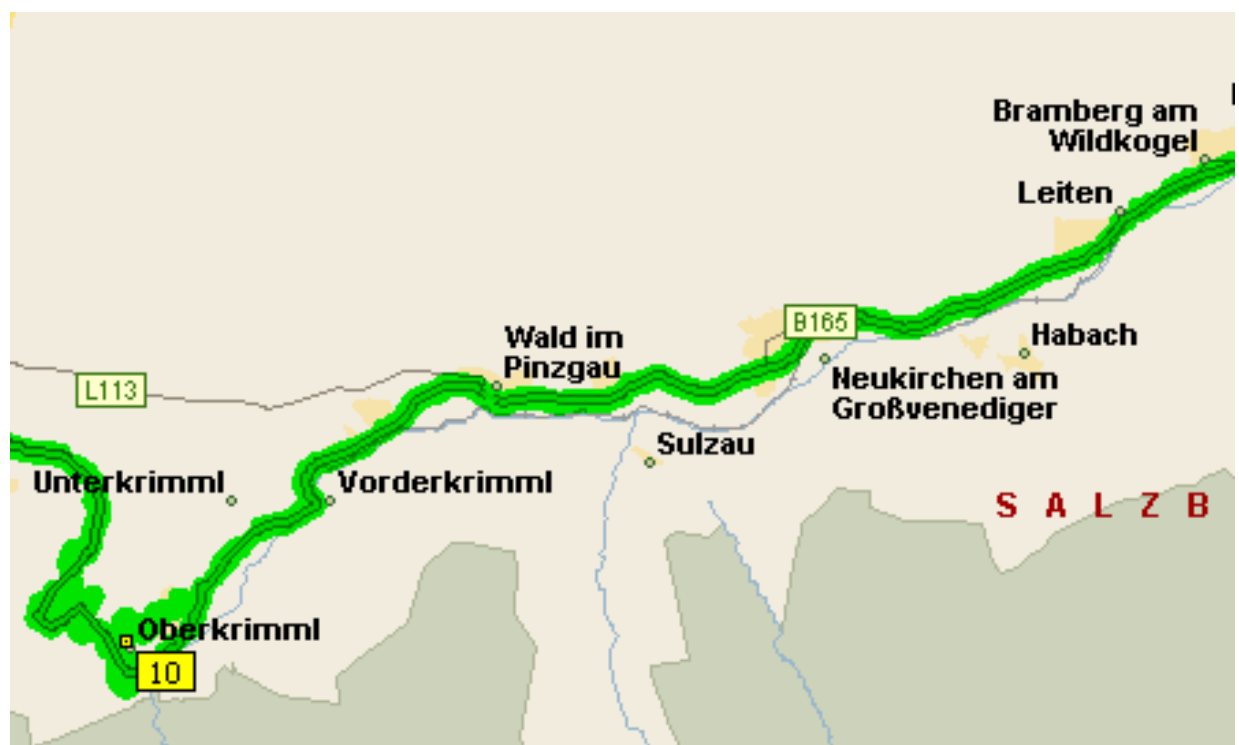 Bramberg am
Wildkogel
Leiten
B165
Wald im
Pinzgau
Habach
L113
Neukirchen am
Großvenediger
Sulzau
Unterkrimml
Vorderkrimml
S A L Z B
Oberkrimml
10